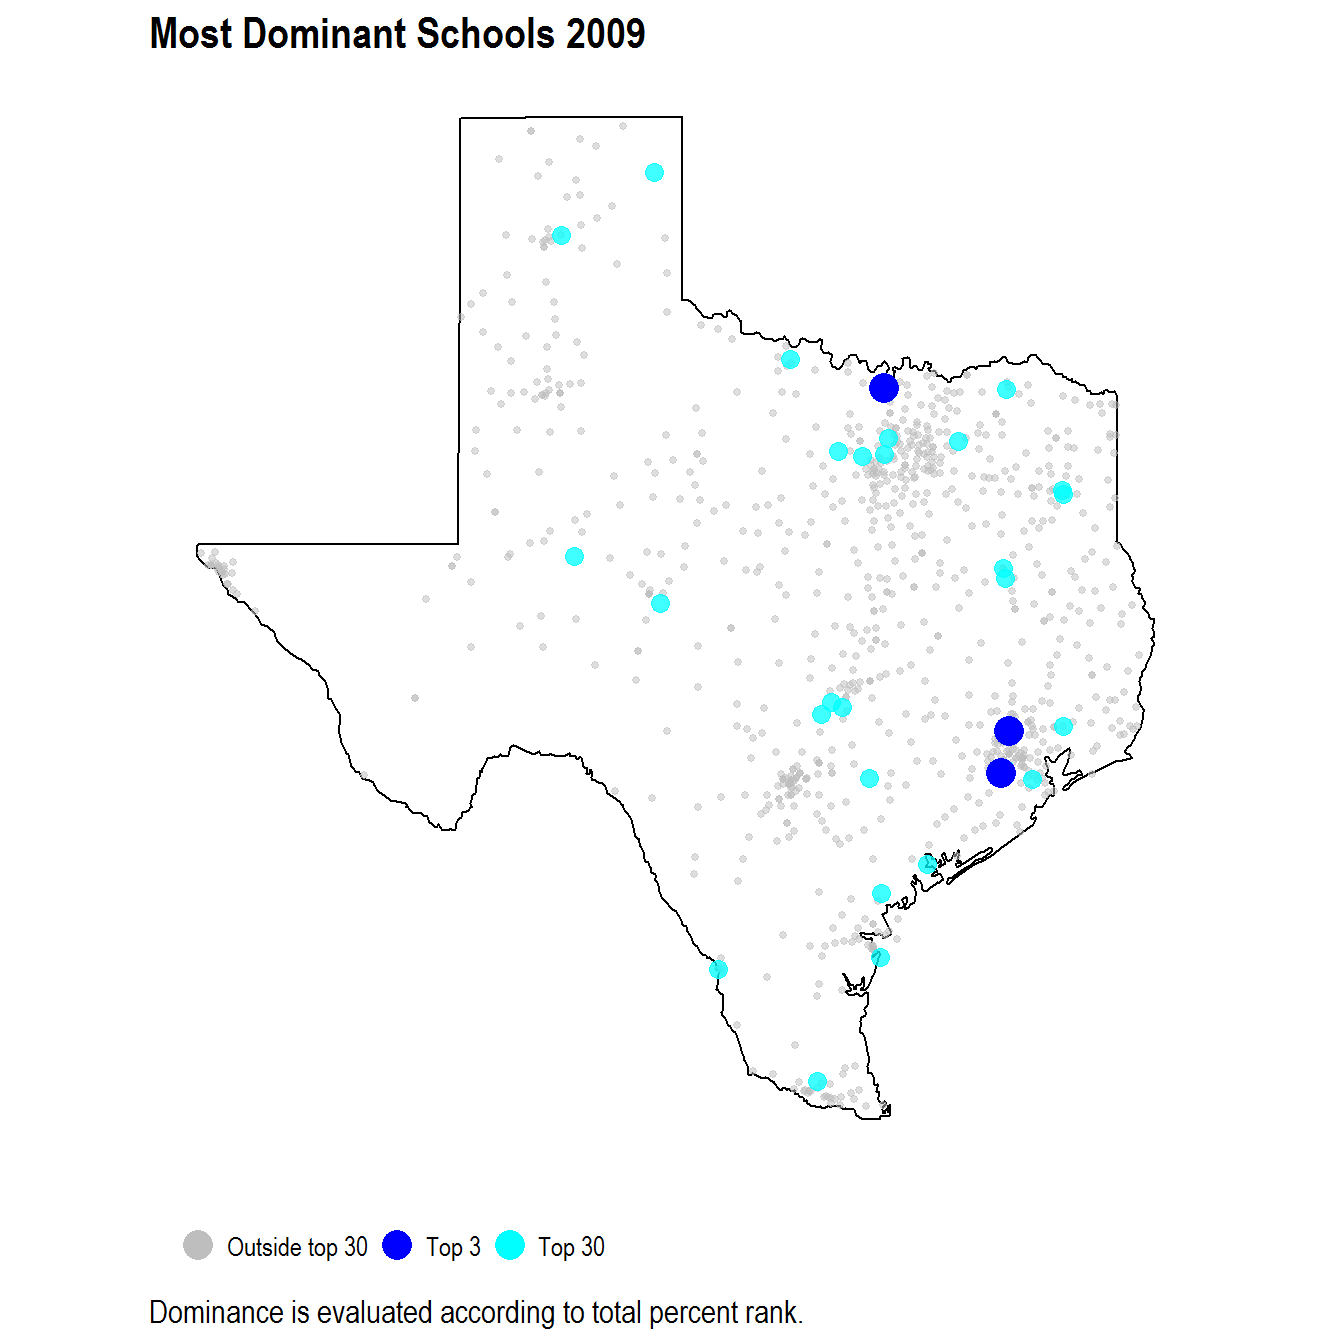 Most Dominant Schools 2009
Outside top 30 Top 3 Top 30
Dominance is evaluated according to total percent rank.